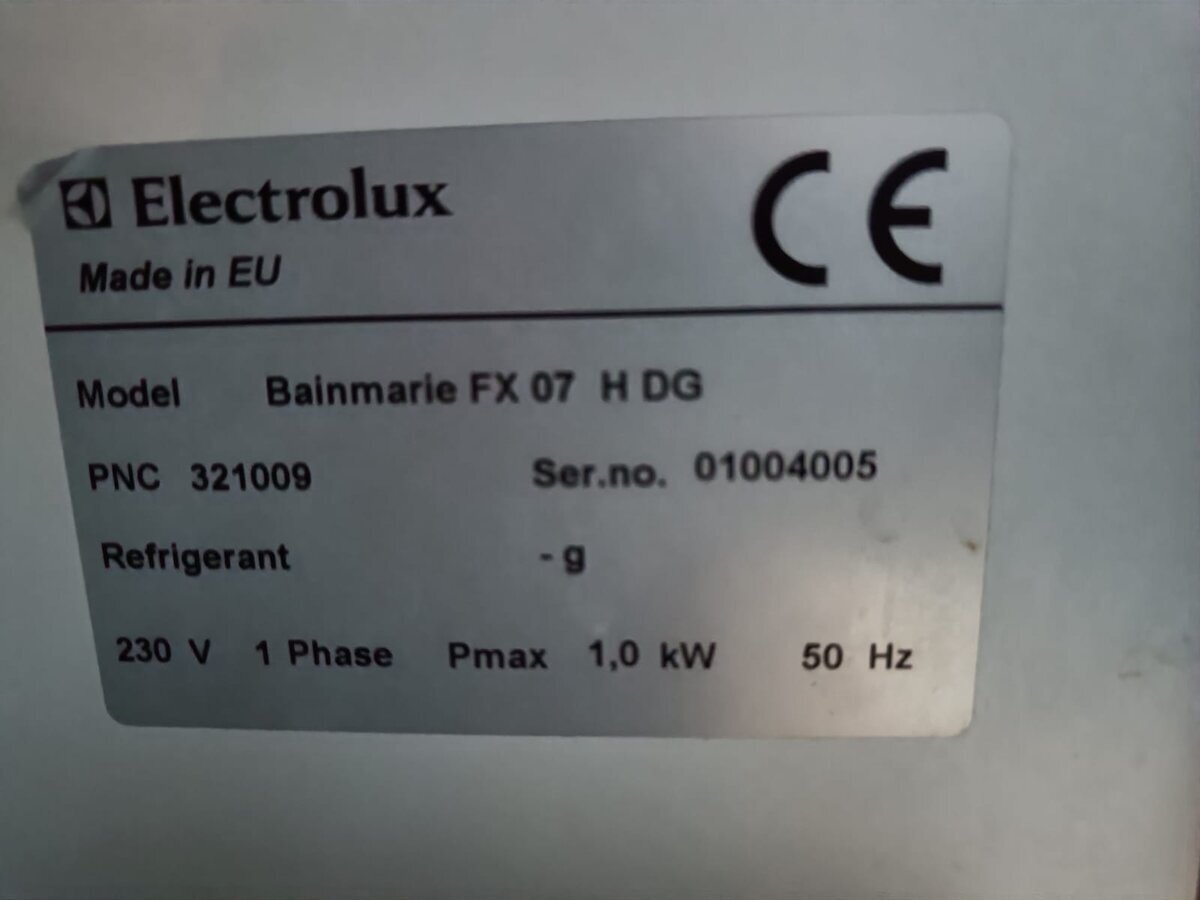 Electrolux
CE
Made in EU
Model Bainmarie FX 07 H DG
PNC 321009 Ser.no. 01004005
Refrigerant - g
230 V 1 Phase Pmax 1,0 kW 50 Hz